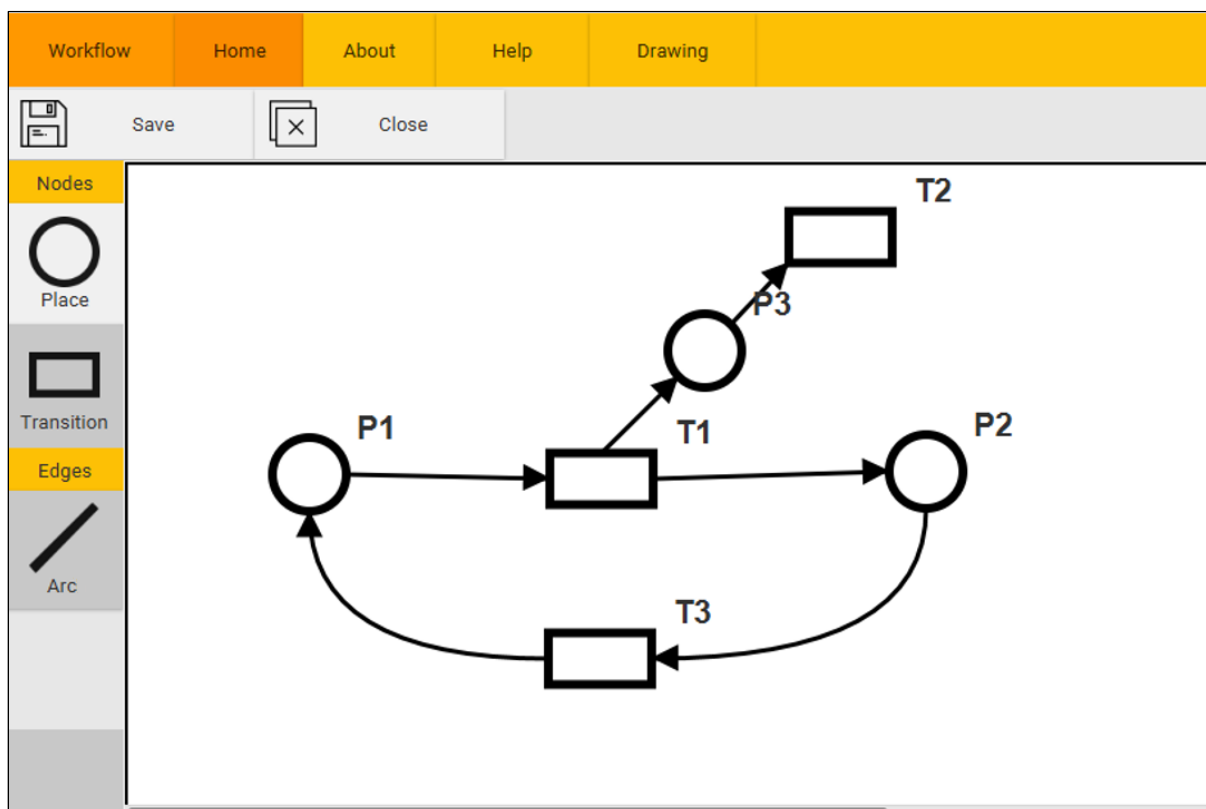 Workflow Home About Help Drawing
Save Close
Nodes
Place
Transition
Edges
Arc
T2
P3
P1 T1 P2
T3